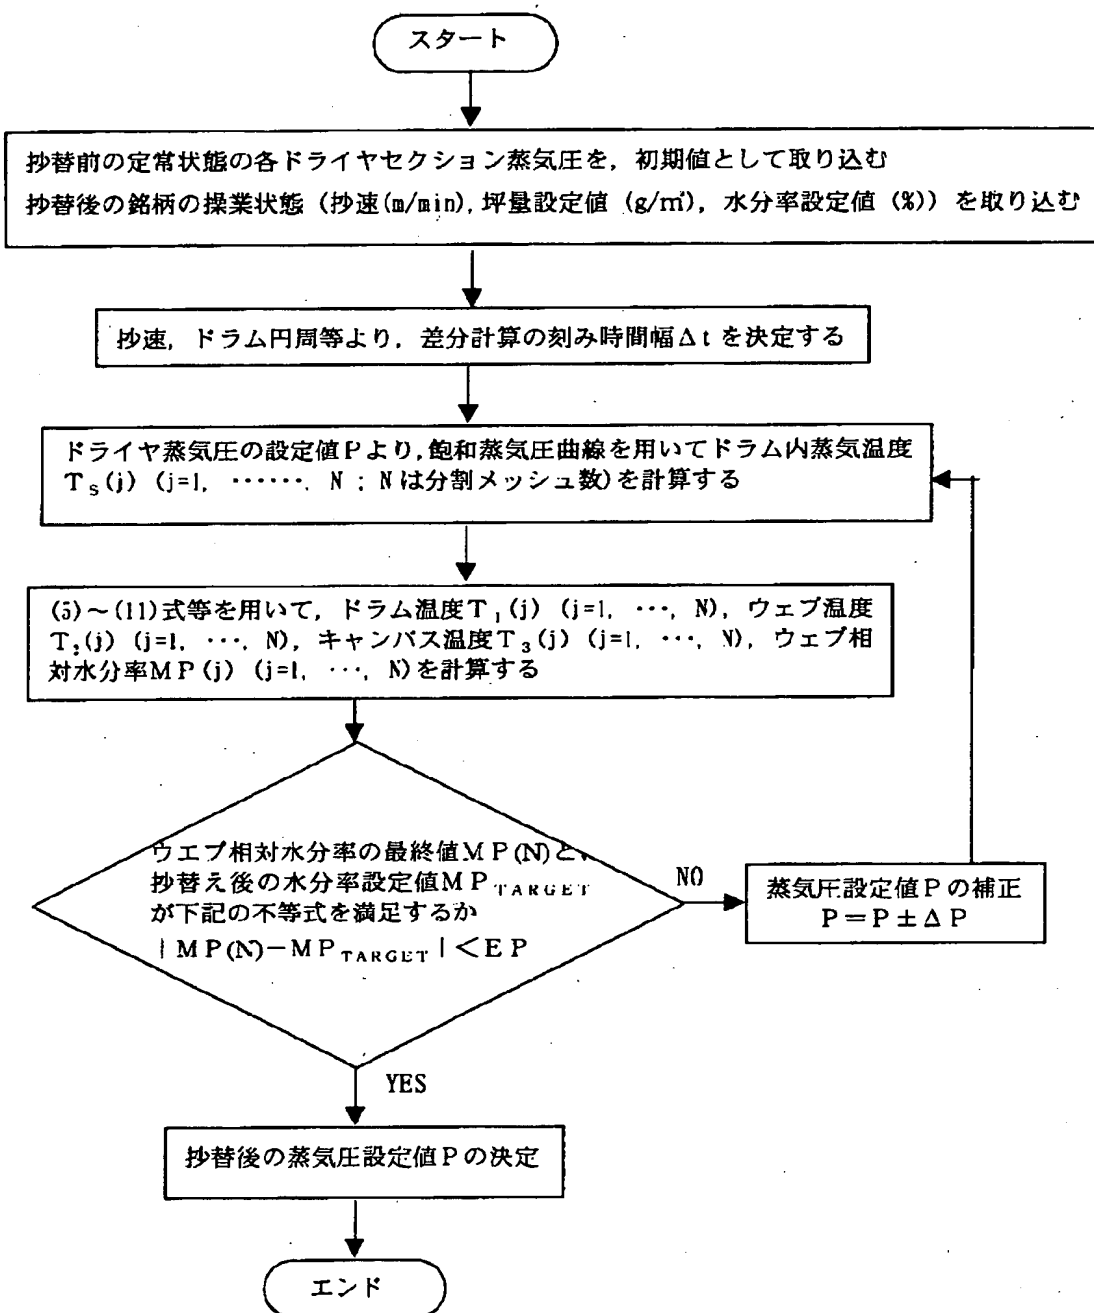 スタート
抄替前の定常状態の各ドライヤセクション蒸気圧を,初期値として取り込む
抄替後の銘柄の操業状態（抄速(m/min),坪量設定値（g/㎡),水分率設定値（%））を取り込む
抄速,ドラム円周等より,差分計算の刻み時間幅Δtを決定する
ドライヤ蒸気圧の設定値Pより,飽和蒸気圧曲線を用いてドラム内蒸気温度
TS(j)（j=1, ……, N ; Nは分割メッシュ数)を計算する
(5)～(11)式等を用いて,ドラム温度T1(j)（j=1, …, N),ウェブ温度
T2(j)（j=1, …, N),キャンバス温度T3(j)（j=1, …, N),ウェブ相
対水分率MP(j)（j=1, …, N)を計算する
ウエブ相対水分率の最終値MP(N)と
抄替え後の水分率設定値MPTARGET
が下記の不等式を満足するか
|MP(N)−MPTARGET|<EP
NO
蒸気圧設定値Pの補正
P=P±ΔP
YES
抄替後の蒸気圧設定値Pの決定
エンド